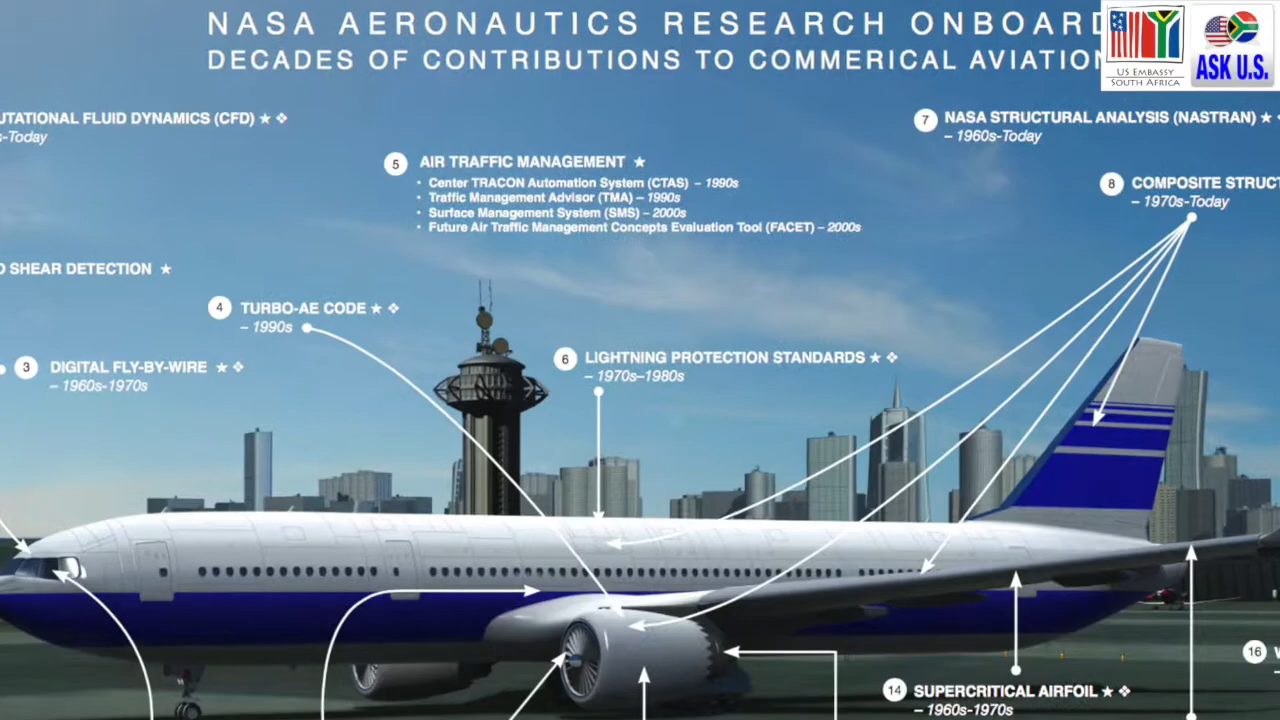 NASA AERONAUTICS RESEARCH ONBOARD
DECADES OF CONTRIBUTIONS TO COMMERICAL AVIATION
US EMBASSY
SOUTH AFRICA
ASK U.S.
UTATIONAL FLUID DYNAMICS (CFD) ★ ❖
s-Today
5 AIR TRAFFIC MANAGEMENT ★
• Center TRACON Automation System (CTAS) – 1990s
• Traffic Management Advisor (TMA) – 1990s
• Surface Management System (SMS) – 2000s
• Future Air Traffic Management Concepts Evaluation Tool (FACET) – 2000s
7 NASA STRUCTURAL ANALYSIS (NASTRAN) ★
– 1960s-Today
8 COMPOSITE STRUCT
– 1970s-Today
D SHEAR DETECTION ★
4 TURBO-AE CODE ★ ❖
– 1990s
3 DIGITAL FLY-BY-WIRE ★ ❖
– 1960s-1970s
6 LIGHTNING PROTECTION STANDARDS ★ ❖
– 1970s–1980s
14 SUPERCRITICAL AIRFOIL ★ ❖
– 1960s-1970s
16